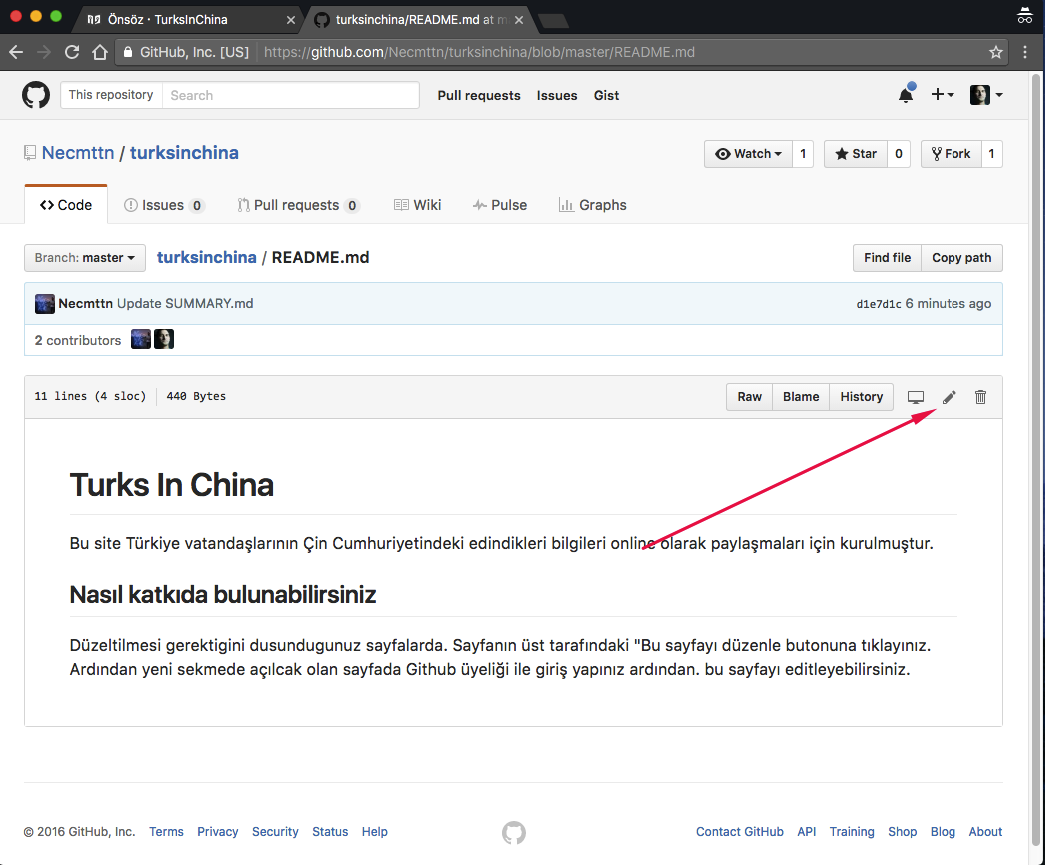 Önsöz · TurksInChina
turksinchina/README.md at m
GitHub, Inc. [US] https://github.com/Necmttn/turksinchina/blob/master/README.md
This repository Search Pull requests Issues Gist
Necmttn / turksinchina Watch 1 Star 0 Fork 1
Code Issues 0 Pull requests 0 Wiki Pulse Graphs
Branch: master turksinchina / README.md Find file Copy path
Necmttn Update SUMMARY.md d1e7d1c 6 minutes ago
2 contributors
11 lines (4 sloc) 440 Bytes Raw Blame History
Turks In China
Bu site Türkiye vatandaşlarının Çin Cumhuriyetindeki edindikleri bilgileri online olarak paylaşmaları için kurulmuştur.
Nasıl katkıda bulunabilirsiniz
Düzeltilmesi gerektigini dusundugunuz sayfalarda. Sayfanın üst tarafındaki "Bu sayfayı düzenle butonuna tıklayınız.
Ardından yeni sekmede açılcak olan sayfada Github üyeliği ile giriş yapınız ardından. bu sayfayı editleyebilirsiniz.
© 2016 GitHub, Inc. Terms Privacy Security Status Help Contact GitHub API Training Shop Blog About